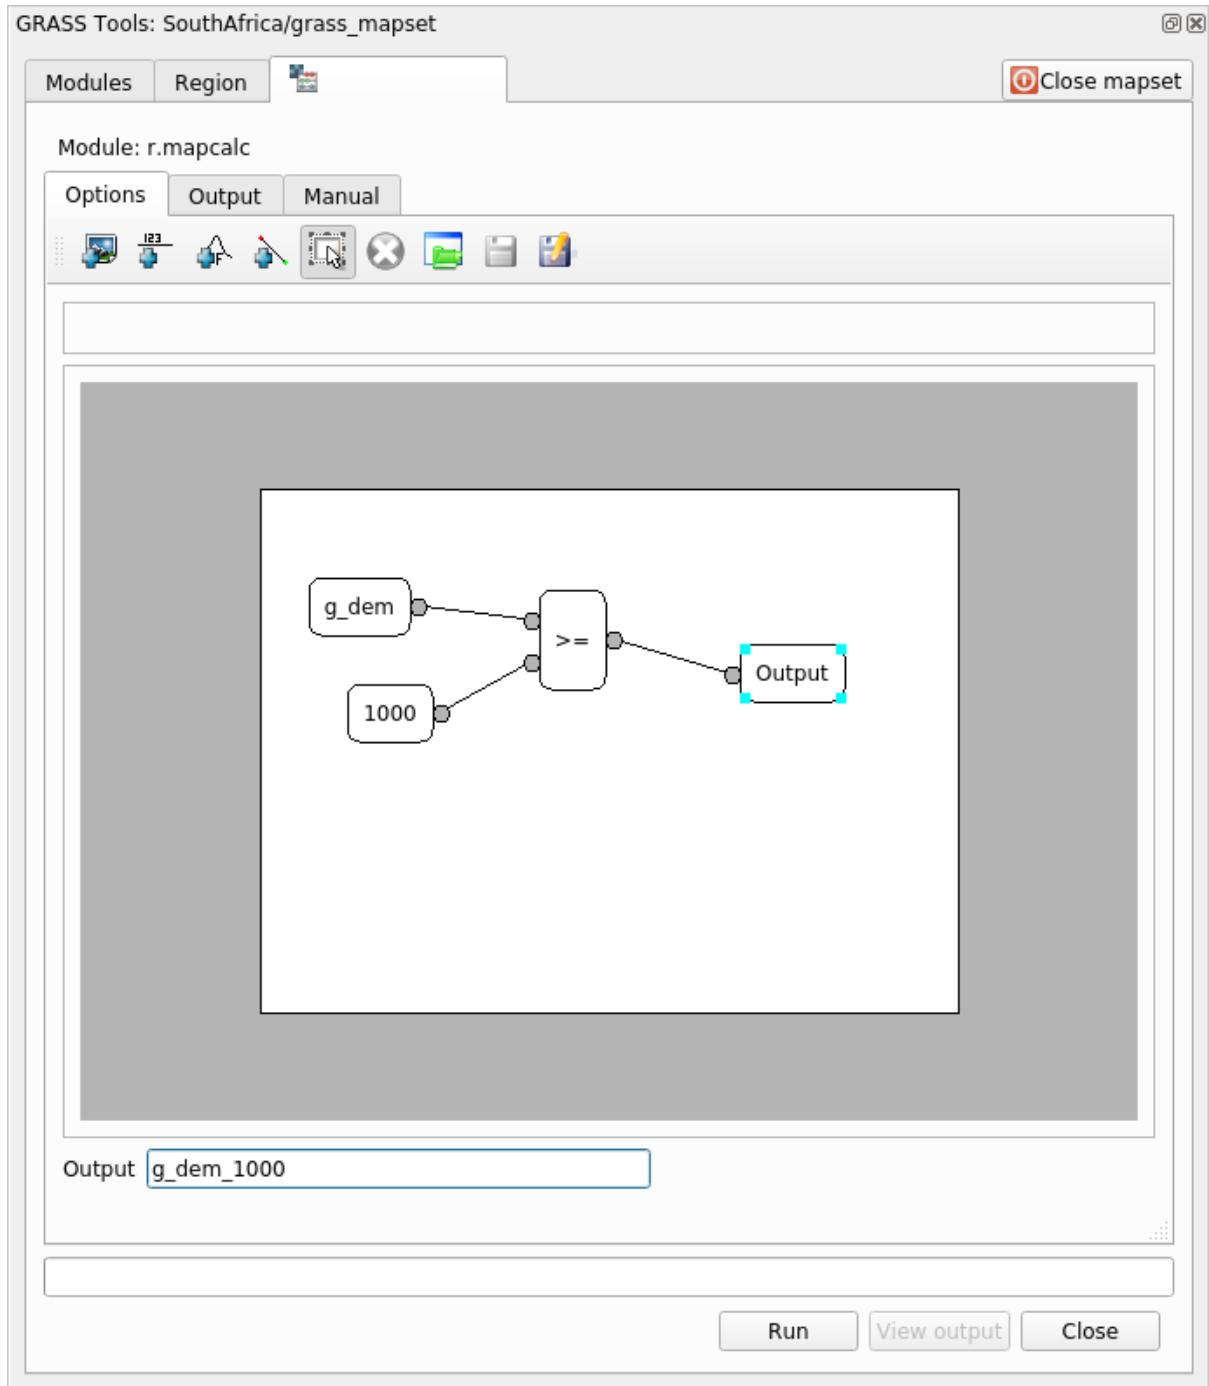 GRASS Tools: SouthAfrica/grass_mapset
Modules Region Close mapset
Module: r.mapcalc
Options Output Manual
123
F
g_dem
>=
Output
1000
Output g_dem_1000
Run View output Close